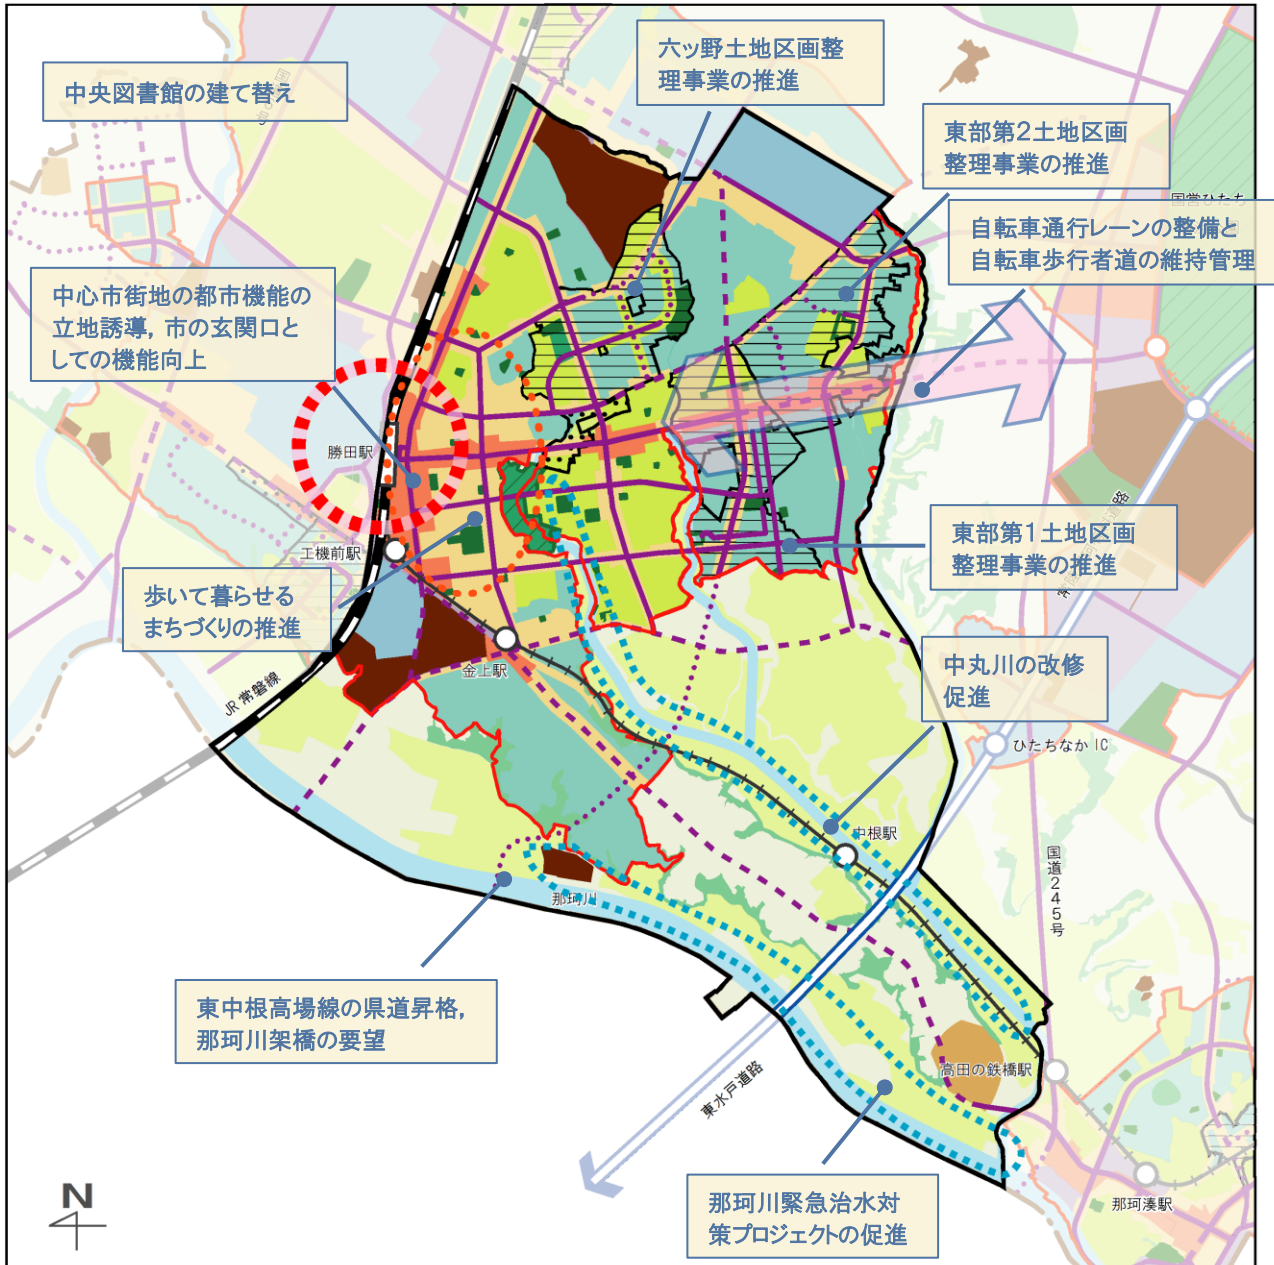 六ッ野土地区画整
理事業の推進
中央図書館の建て替え
東部第2土地区画
整理事業の推進
国営ひたち
自転車通行レーンの整備と
自転車歩行者道の維持管理
中心市街地の都市機能の
立地誘導，市の玄関口と
しての機能向上
勝田駅
工機前駅
東部第1土地区画
整理事業の推進
歩いて暮らせる
まちづくりの推進
金上駅
中丸川の改修
促進
JR 常磐線
ひたちなか IC
中根駅
国道245号
那珂川
東中根高場線の県道昇格，
那珂川架橋の要望
高田の鉄橋駅
東水戸道路
那珂川緊急治水対
策プロジェクトの促進
那珂湊駅
N